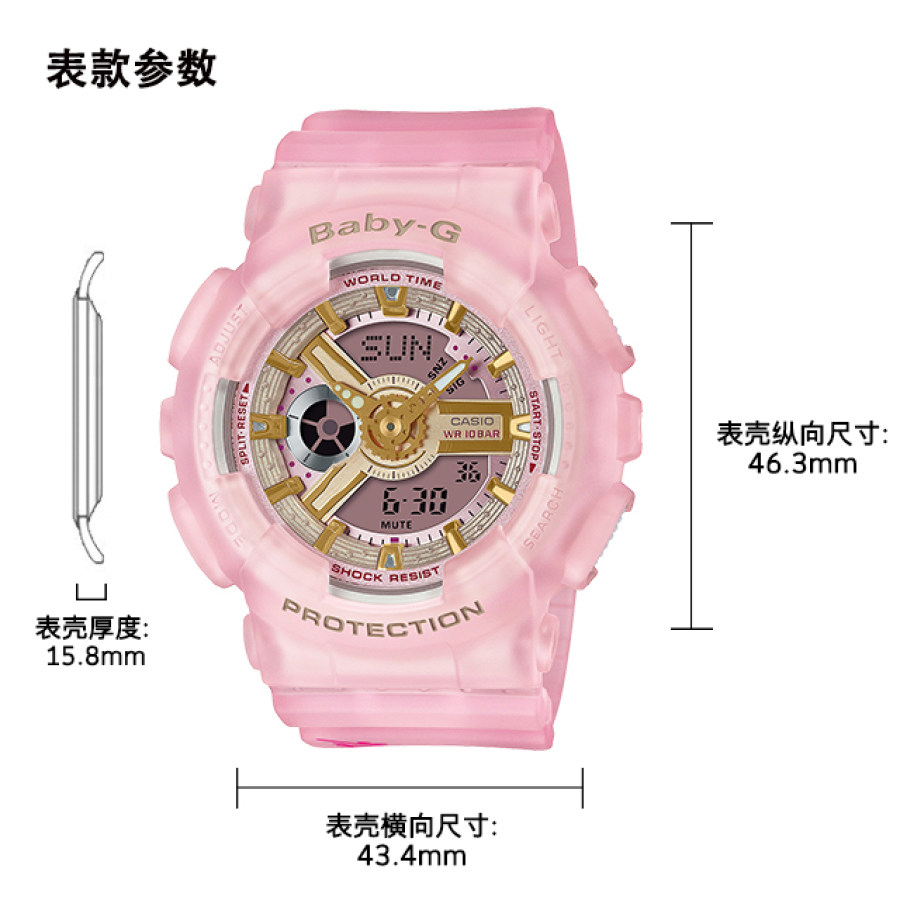 表款参数
Baby-G
WORLD TIME
ADJUST
LIGHT
SUN
SNZ
SIG
SPLIT·RESET
CASIO
WR 10BAR
START·STOP
36
6:30
MUTE
MODE
SEARCH
SHOCK RESIST
PROTECTION
表壳纵向尺寸:
46.3mm
表壳厚度:
15.8mm
表壳横向尺寸:
43.4mm